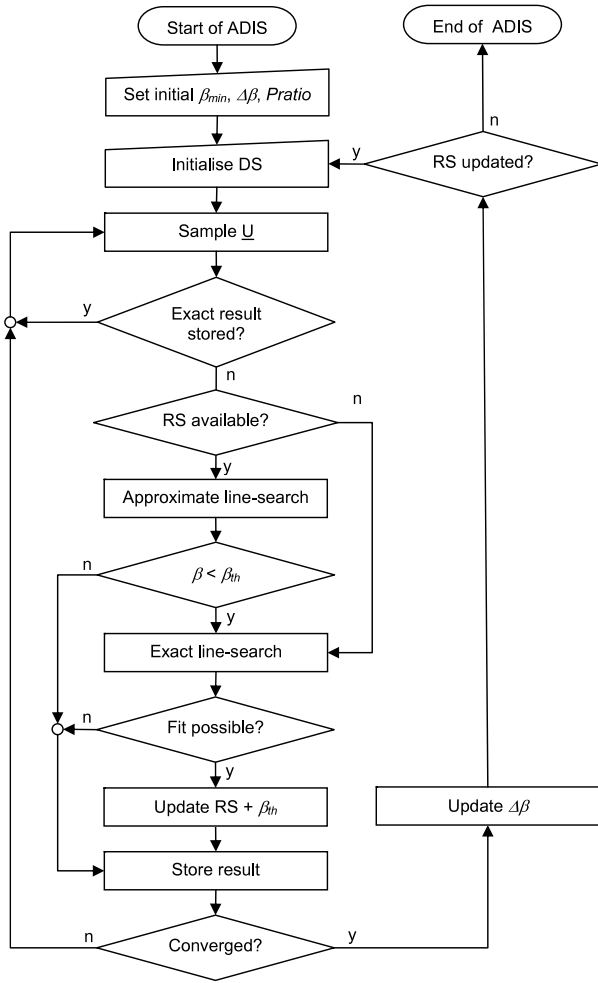 Start of ADIS
End of ADIS
Set initial βmin, Δβ, Pratio
n
y
RS updated?
Initialise DS
Sample U
y
Exact result
stored?
n
n
RS available?
y
Approximate line-search
n
β < βth
y
Exact line-search
n
Fit possible?
y
Update RS + βth
Update Δβ
Store result
n
Converged?
y